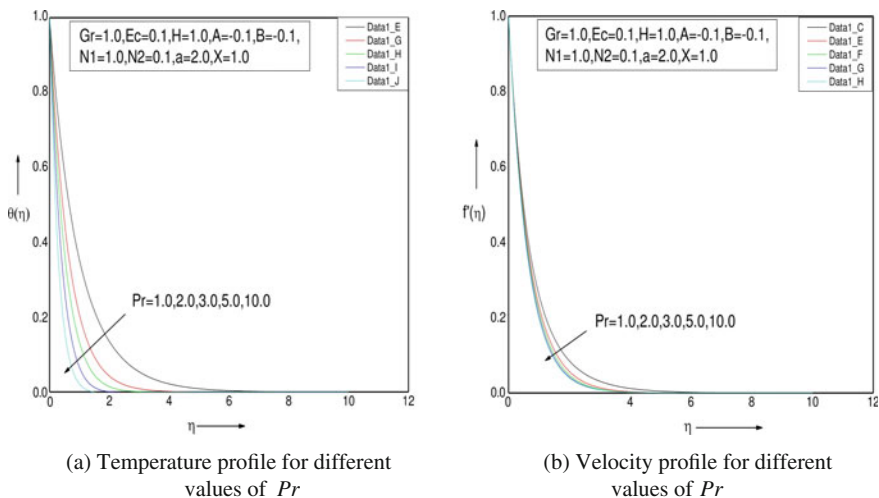 Gr=1.0,Ec=0.1,H=1.0,A=-0.1,B=-0.1,
N1=1.0,N2=0.1,a=2.0,X=1.0
Data1_E
Data1_G
Data1_H
Data1_I
Data1_J
1.0
0.8
0.6
0.4
0.2
0.0
θ(η)
Pr=1.0,2.0,3.0,5.0,10.0
0 2 4 6 8 10 12
η
(a) Temperature profile for different
values of Pr
Gr=1.0,Ec=0.1,H=1.0,A=-0.1,B=-0.1,
N1=1.0,N2=0.1,a=2.0,X=1.0
Data1_C
Data1_E
Data1_F
Data1_G
Data1_H
1.0
0.8
0.6
0.4
0.2
0.0
f'(η)
Pr=1.0,2.0,3.0,5.0,10.0
0 2 4 6 8 10 12
η
(b) Velocity profile for different
values of Pr